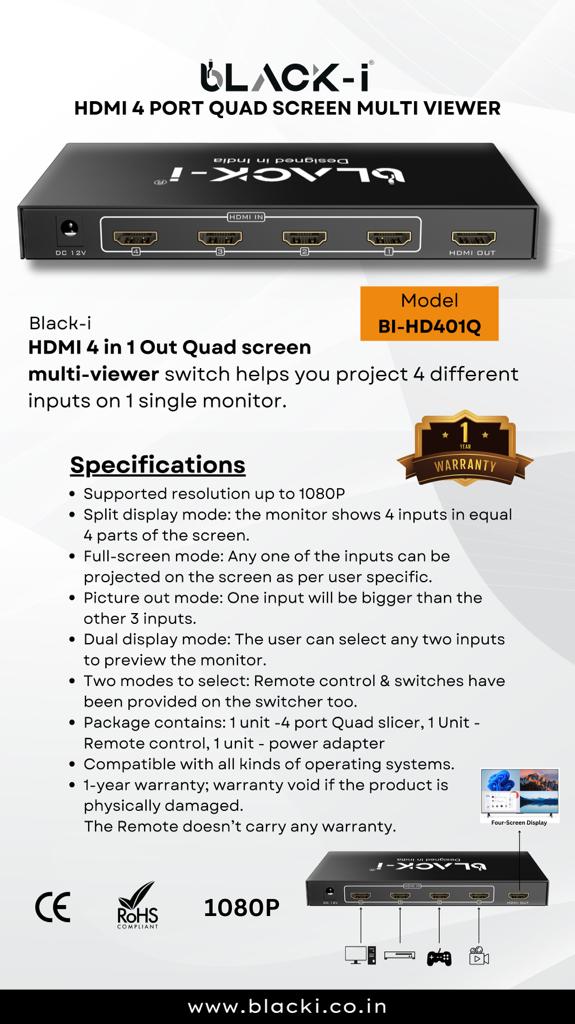 BLACK-i®
HDMI 4 PORT QUAD SCREEN MULTI VIEWER
BLACK-i®
Designed in India
HDMI IN
DC 12V
4
3
2
1
HDMI OUT
Model
BI-HD401Q
Black-i
HDMI 4 in 1 Out Quad screen
multi-viewer switch helps you project 4 different
inputs on 1 single monitor.
1
YEAR
WARRANTY
Specifications
• Supported resolution up to 1080P
• Split display mode: the monitor shows 4 inputs in equal
4 parts of the screen.
• Full-screen mode: Any one of the inputs can be
projected on the screen as per user specific.
• Picture out mode: One input will be bigger than the
other 3 inputs.
• Dual display mode: The user can select any two inputs
to preview the monitor.
• Two modes to select: Remote control & switches have
been provided on the switcher too.
• Package contains: 1 unit -4 port Quad slicer, 1 Unit -
Remote control, 1 unit - power adapter
• Compatible with all kinds of operating systems.
• 1-year warranty; warranty void if the product is
physically damaged.
The Remote doesn't carry any warranty.
Four-Screen Display
BLACK-i
Designed in India
DC 12V
HDMI IN
HDMI OUT
CE
RoHS
COMPLIANT
1080P
www.blacki.co.in